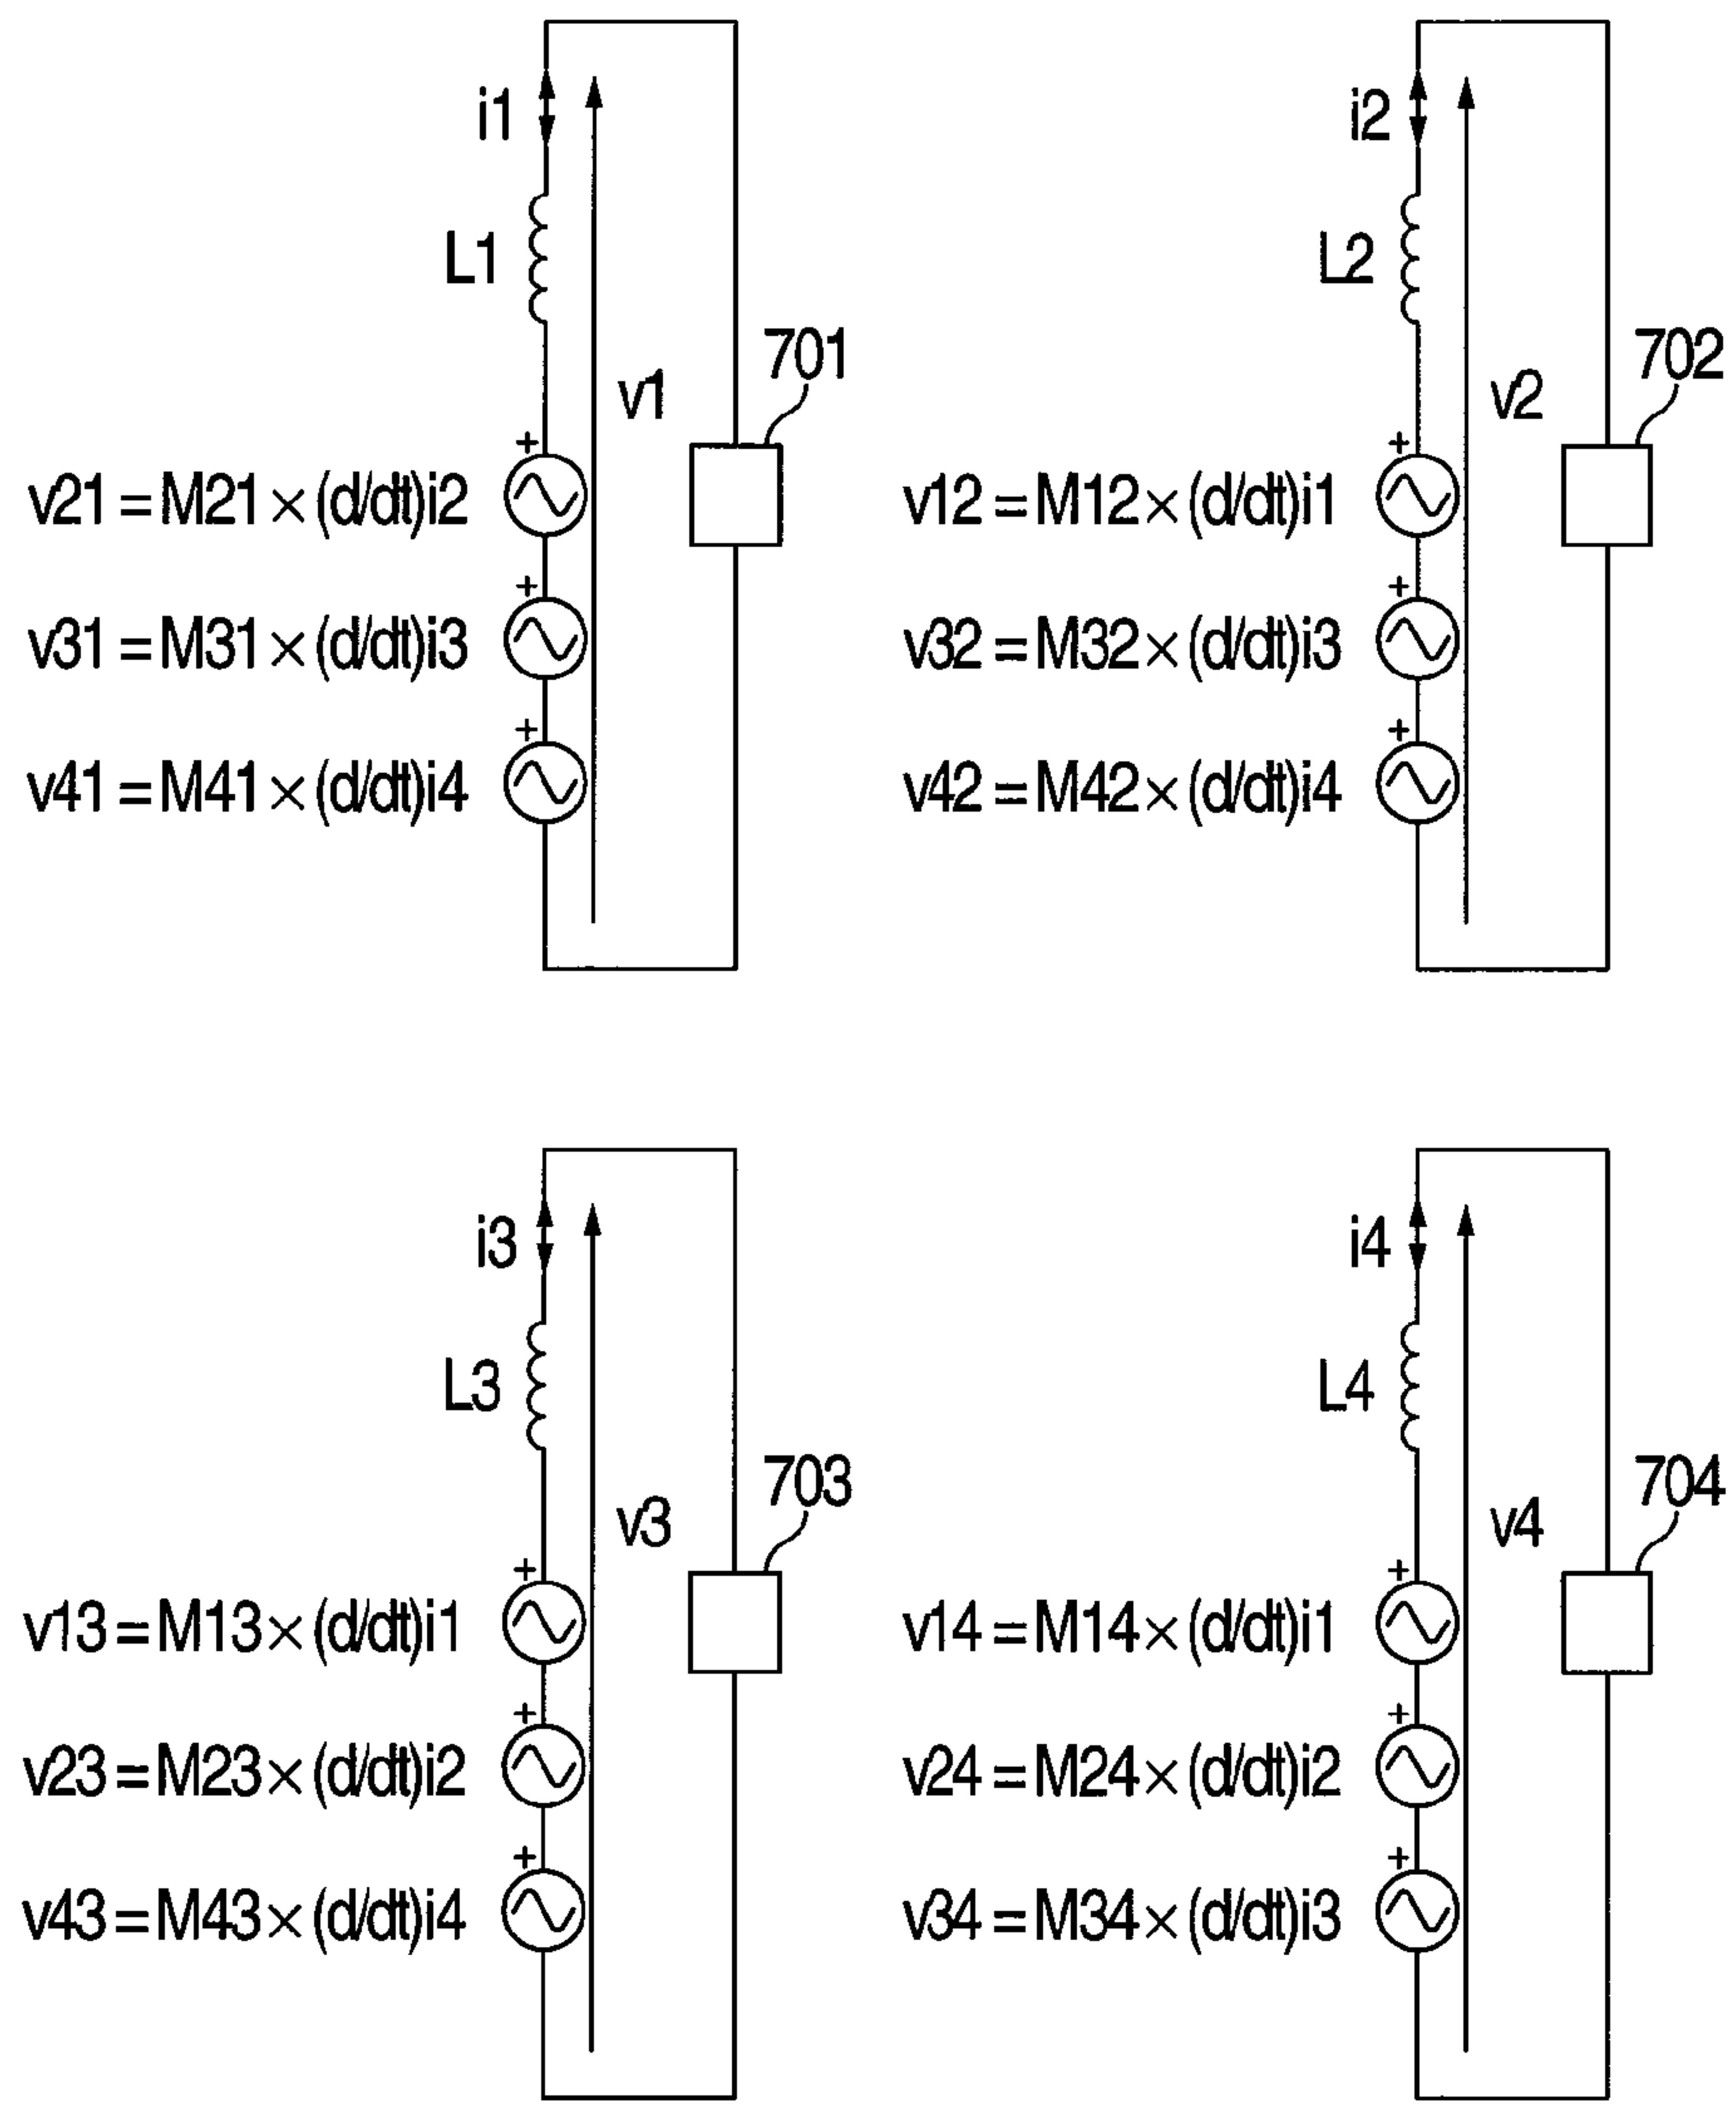 i1
L1
v1
701
+
v21=M21×(d/dt)i2
+
v31=M31×(d/dt)i3
+
v41=M41×(d/dt)i4
i2
L2
v2
702
+
v12=M12×(d/dt)i1
+
v32=M32×(d/dt)i3
+
v42=M42×(d/dt)i4
i3
L3
v3
703
+
v13=M13×(d/dt)i1
+
v23=M23×(d/dt)i2
+
v43=M43×(d/dt)i4
i4
L4
v4
704
+
v14=M14×(d/dt)i1
+
v24=M24×(d/dt)i2
+
v34=M34×(d/dt)i3